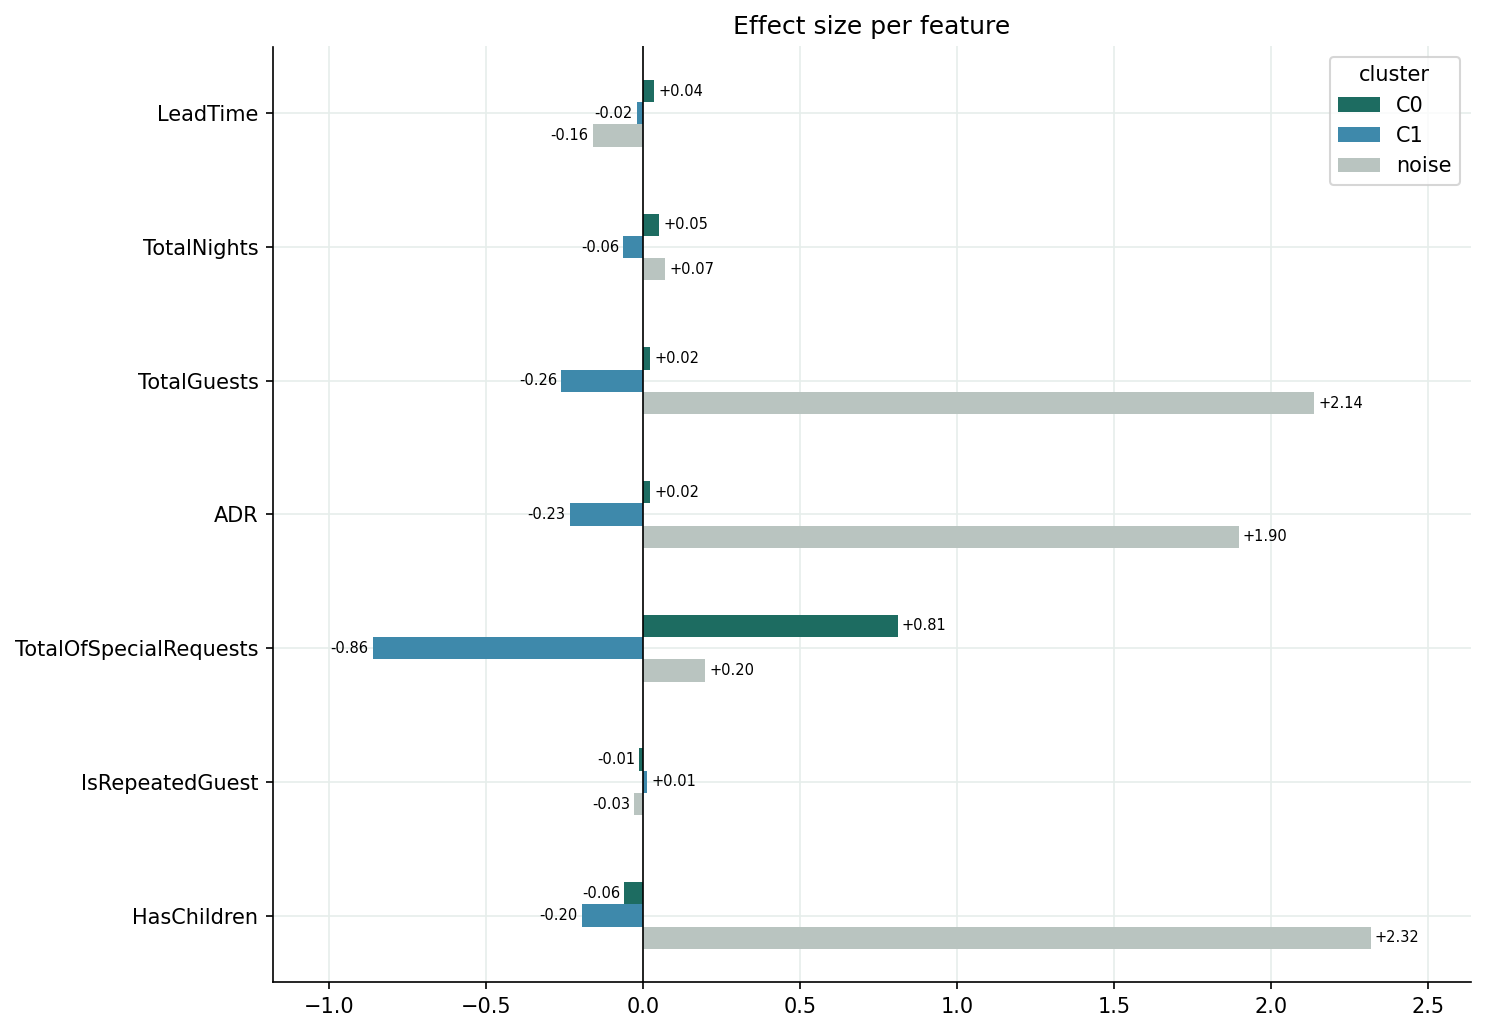 Effect size per feature
cluster
C0
C1
noise
LeadTime
+0.04
-0.02
-0.16
TotalNights
+0.05
-0.06
+0.07
TotalGuests
+0.02
-0.26
+2.14
ADR
+0.02
-0.23
+1.90
TotalOfSpecialRequests
+0.81
-0.86
+0.20
IsRepeatedGuest
-0.01
+0.01
-0.03
HasChildren
-0.06
-0.20
+2.32
−1.0 −0.5 0.0 0.5 1.0 1.5 2.0 2.5